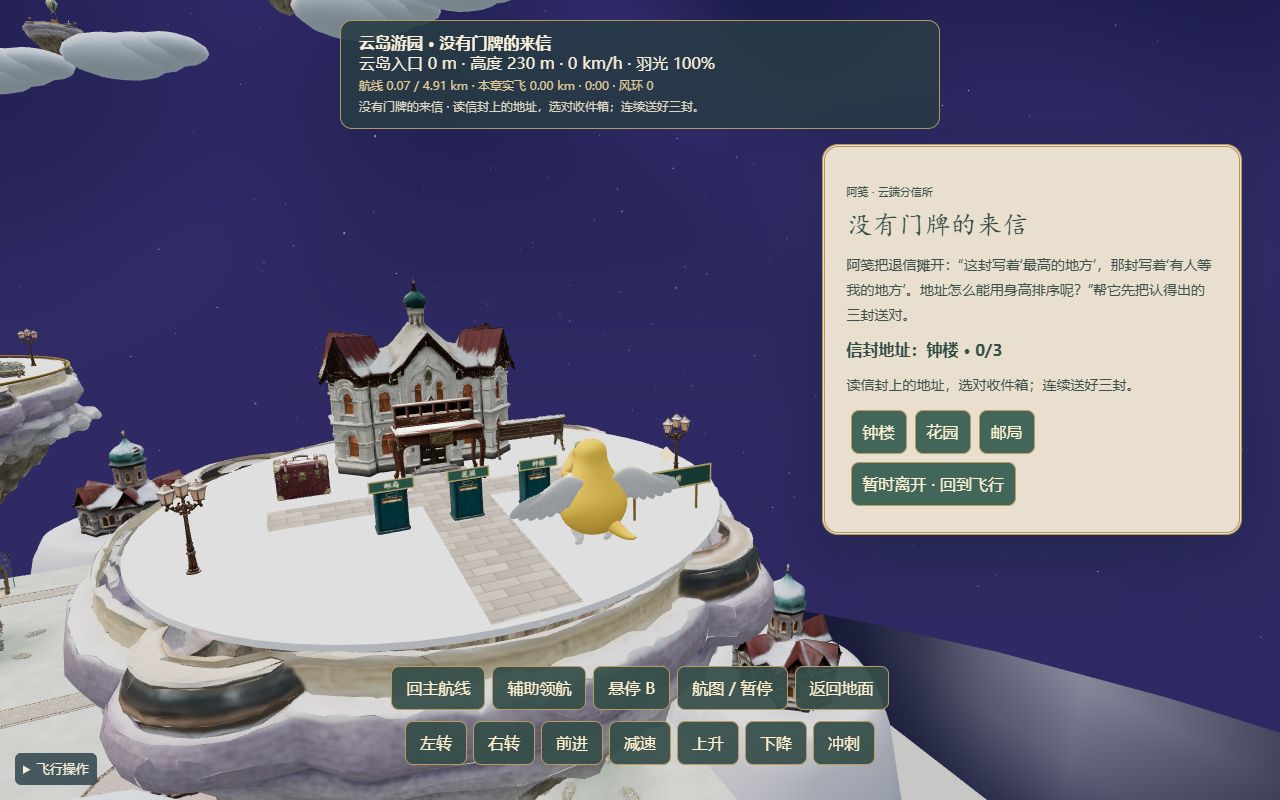 云岛游园 • 没有门牌的来信
云岛入口 0 m · 高度 230 m · 0 km/h · 羽光 100%
航线 0.07 / 4.91 km · 本章实飞 0.00 km · 0:00 · 风环 0
没有门牌的来信 · 读信封上的地址，选对收件箱；连续送好三封。
阿笺 · 云端分信所
没有门牌的来信
阿笺把退信摊开：“这封写着‘最高的地方’，那封写着‘有人等
我的地方’。地址怎么能用身高排序呢？”帮它先把认得出的
三封送对。
信封地址：钟楼 • 0/3
读信封上的地址，选对收件箱；连续送好三封。
钟楼
花园
邮局
暂时离开 · 回到飞行
邮局
花园
钟楼
回主航线
辅助领航
悬停 B
航图 / 暂停
返回地面
左转
右转
前进
减速
上升
下降
冲刺
▸ 飞行操作